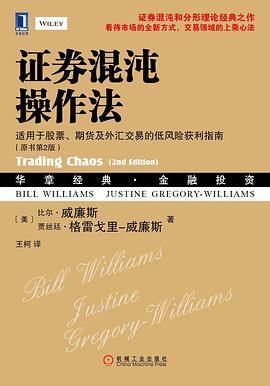 WILEY
证券混沌和分形理论经典之作
看待市场的全新方式，交易领域的上乘心法
证券混沌
操作法
适用于股票、期货及外汇交易的低风险获利指南
（原书第2版）
Trading Chaos (2nd Edition)
华章经典·金融投资
BILL WILLIAMS JUSTINE GREGORY-WILLIAMS
[美] 比尔·威廉斯
贾丝廷·格雷戈里-威廉斯 著
王柯 译
Bill Williams
Justine
Gregory-Williams
机械工业出版社